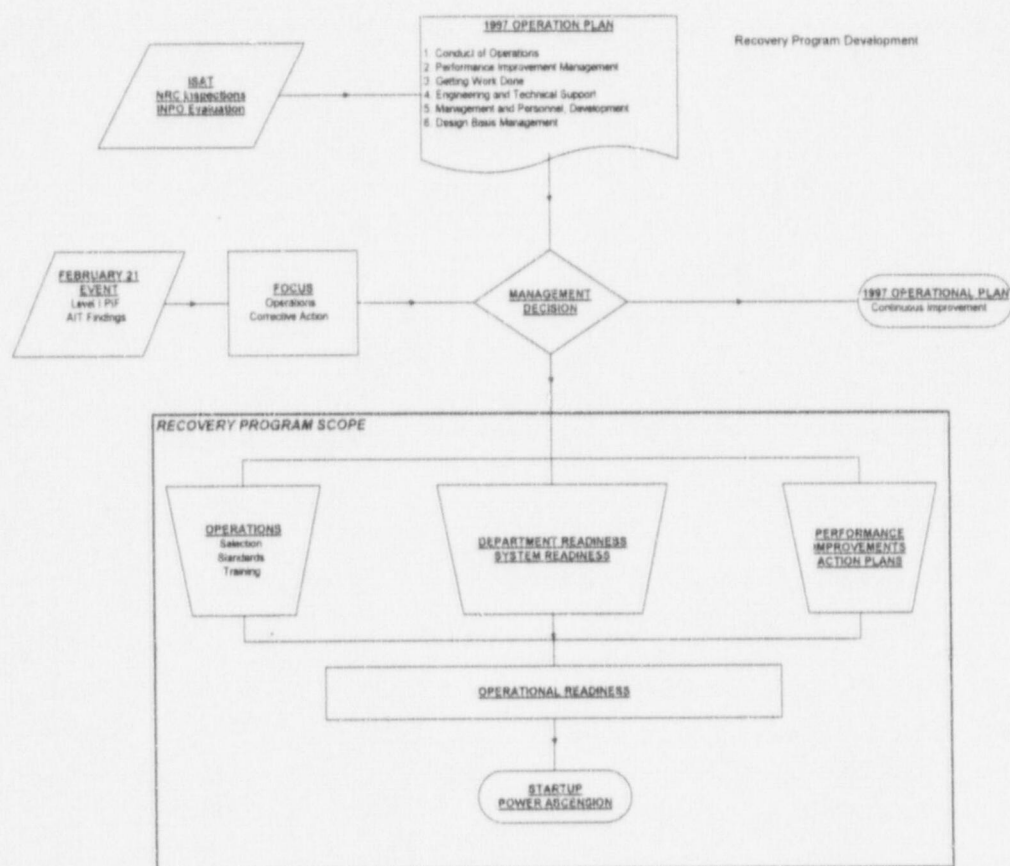 Recovery Program Development
ISAT
NRC Inspections
INPO Evaluation
1997 OPERATION PLAN
1. Conduct of Operations
2. Performance Improvement Management
3. Getting Work Done
4. Engineering and Technical Support
5. Management and Personnel, Development
6. Design Basis Management
FEBRUARY 21
EVENT
Level I PIF
AIT Findings
FOCUS
Operations
Corrective Action
MANAGEMENT
DECISION
1997 OPERATIONAL PLAN
Continuous Improvement
RECOVERY PROGRAM SCOPE
OPERATIONS
Selection
Standards
Training
DEPARTMENT READINESS
SYSTEM READINESS
PERFORMANCE
IMPROVEMENTS
ACTION PLANS
OPERATIONAL READINESS
STARTUP
POWER ASCENSION